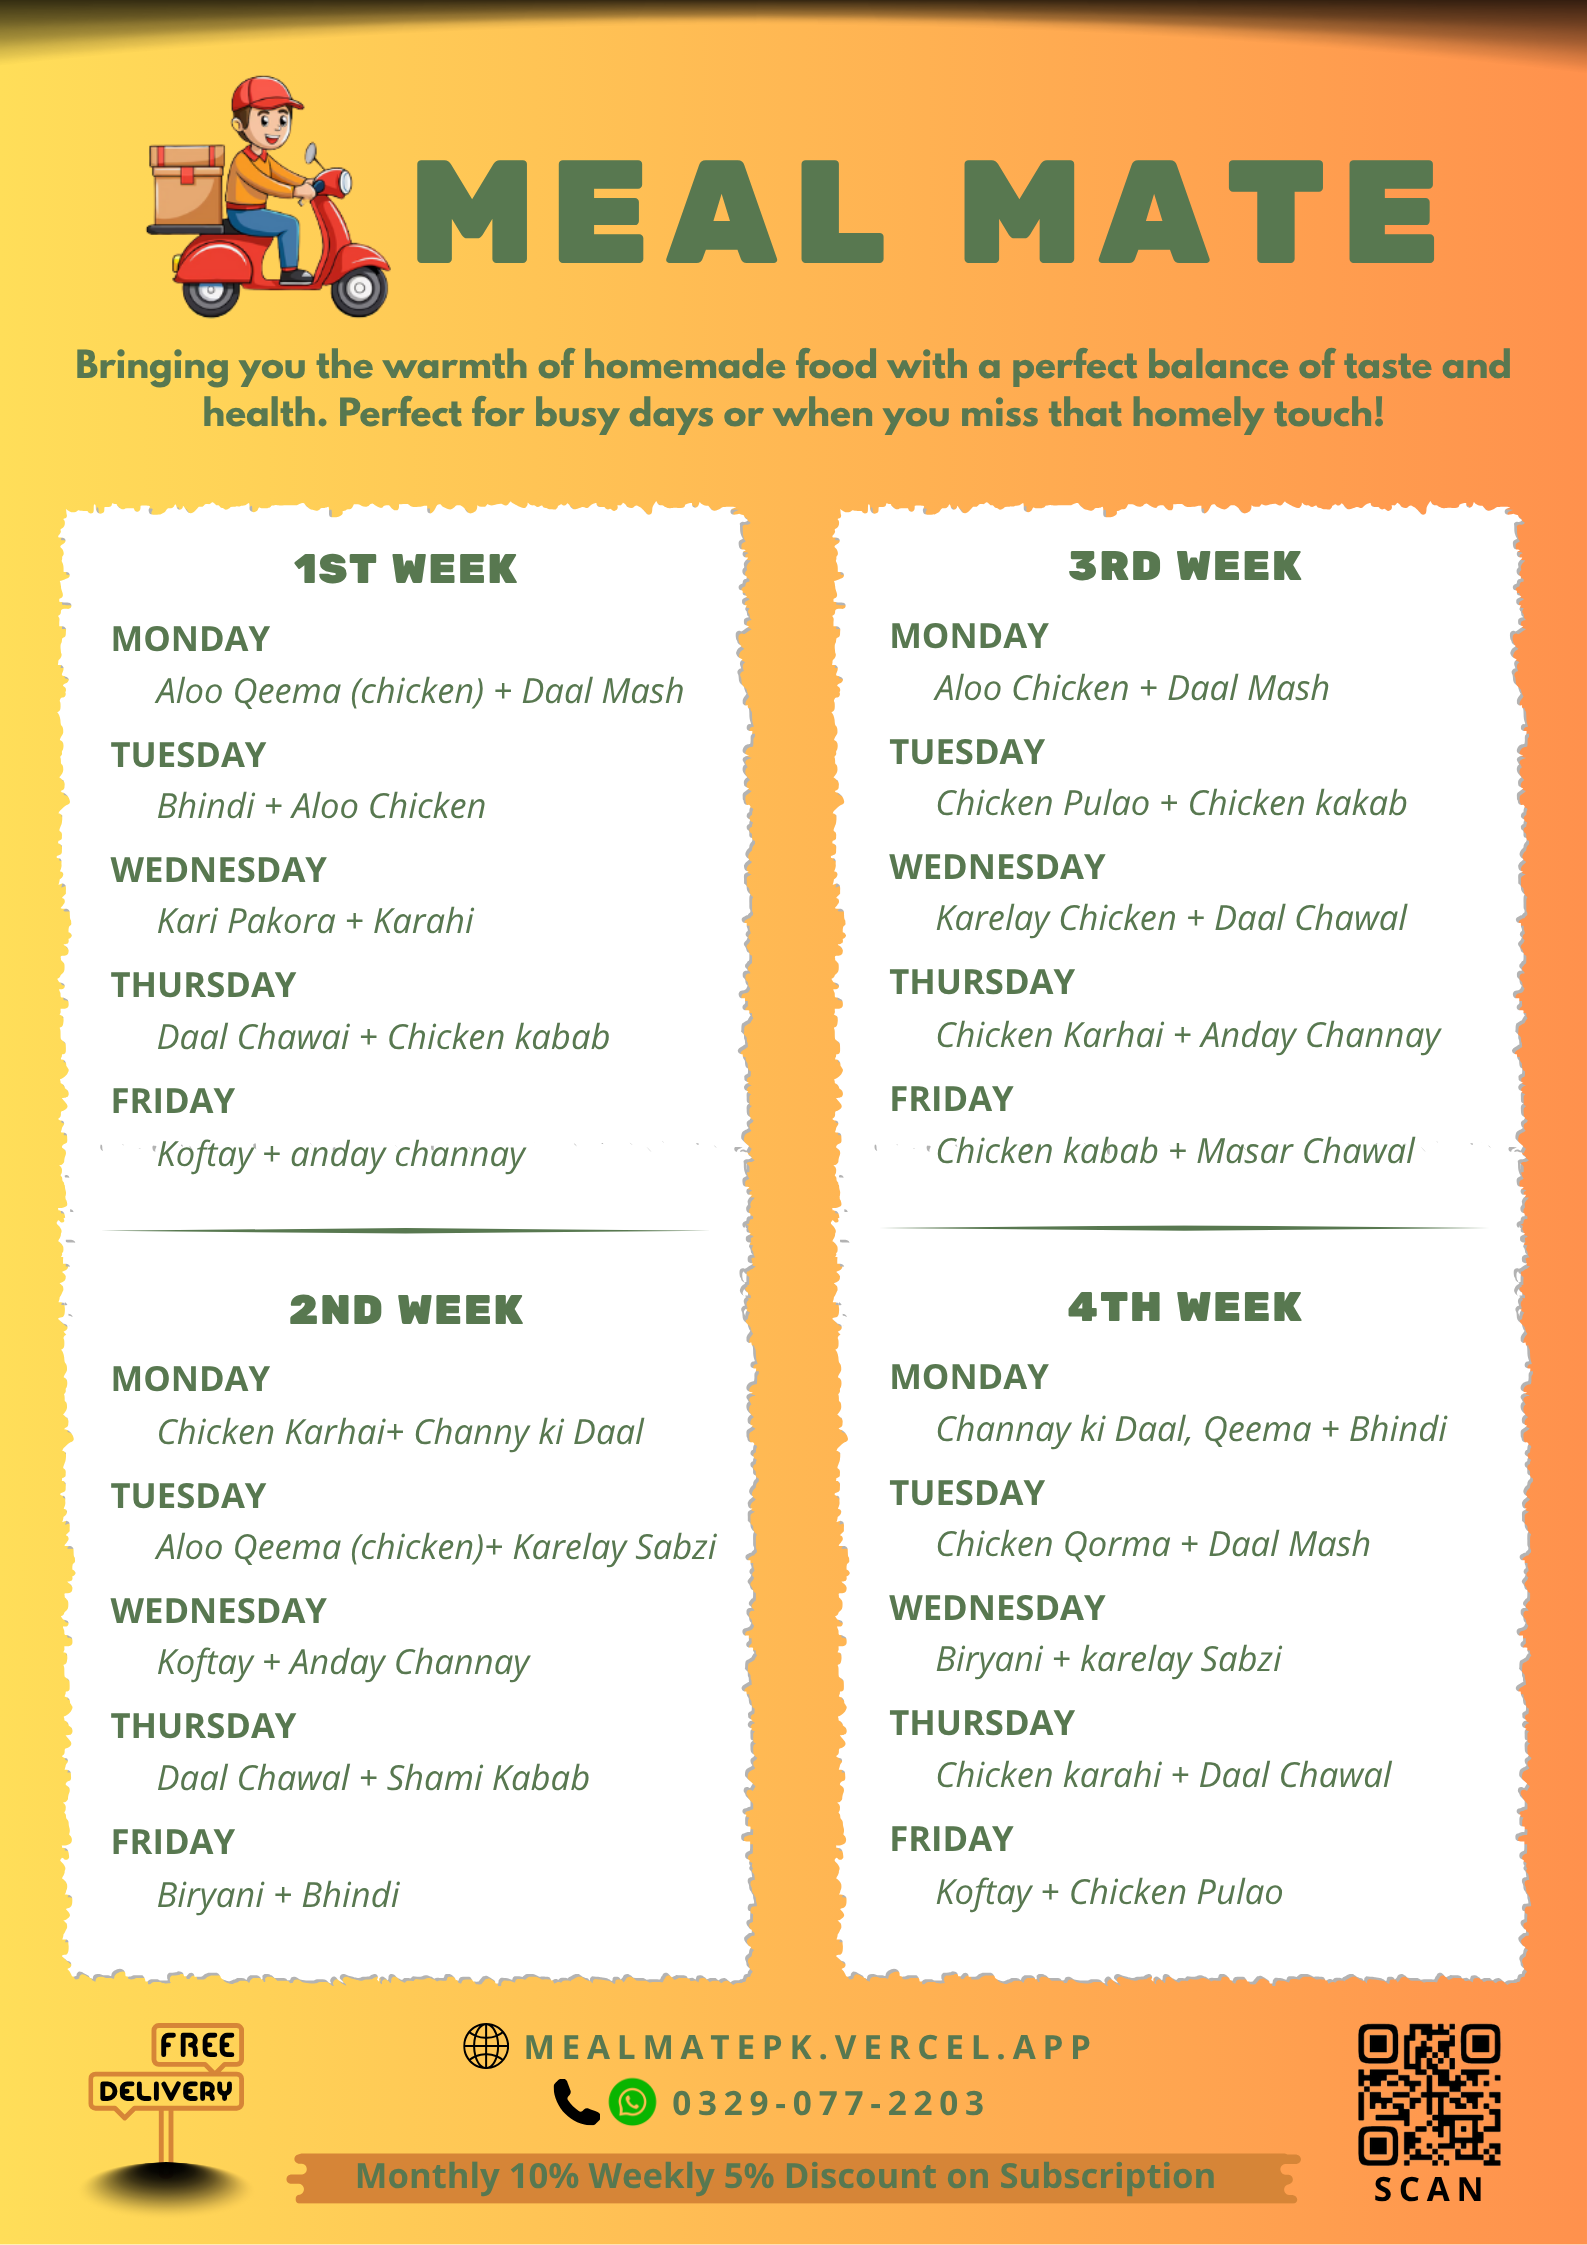 MEAL MATE
Bringing you the warmth of homemade food with a perfect balance of taste and
health. Perfect for busy days or when you miss that homely touch!
1ST WEEK
MONDAY
Aloo Qeema (chicken) + Daal Mash
TUESDAY
Bhindi + Aloo Chicken
WEDNESDAY
Kari Pakora + Karahi
THURSDAY
Daal Chawai + Chicken kabab
FRIDAY
Koftay + anday channay
2ND WEEK
MONDAY
Chicken Karhai+ Channy ki Daal
TUESDAY
Aloo Qeema (chicken)+ Karelay Sabzi
WEDNESDAY
Koftay + Anday Channay
THURSDAY
Daal Chawal + Shami Kabab
FRIDAY
Biryani + Bhindi
3RD WEEK
MONDAY
Aloo Chicken + Daal Mash
TUESDAY
Chicken Pulao + Chicken kakab
WEDNESDAY
Karelay Chicken + Daal Chawal
THURSDAY
Chicken Karhai + Anday Channay
FRIDAY
Chicken kabab + Masar Chawal
4TH WEEK
MONDAY
Channay ki Daal, Qeema + Bhindi
TUESDAY
Chicken Qorma + Daal Mash
WEDNESDAY
Biryani + karelay Sabzi
THURSDAY
Chicken karahi + Daal Chawal
FRIDAY
Koftay + Chicken Pulao
FREE
DELIVERY
MEALMATEPK.VERCEL.APP
0329-077-2203
Monthly 10% Weekly 5% Discount on Subscription
SCAN